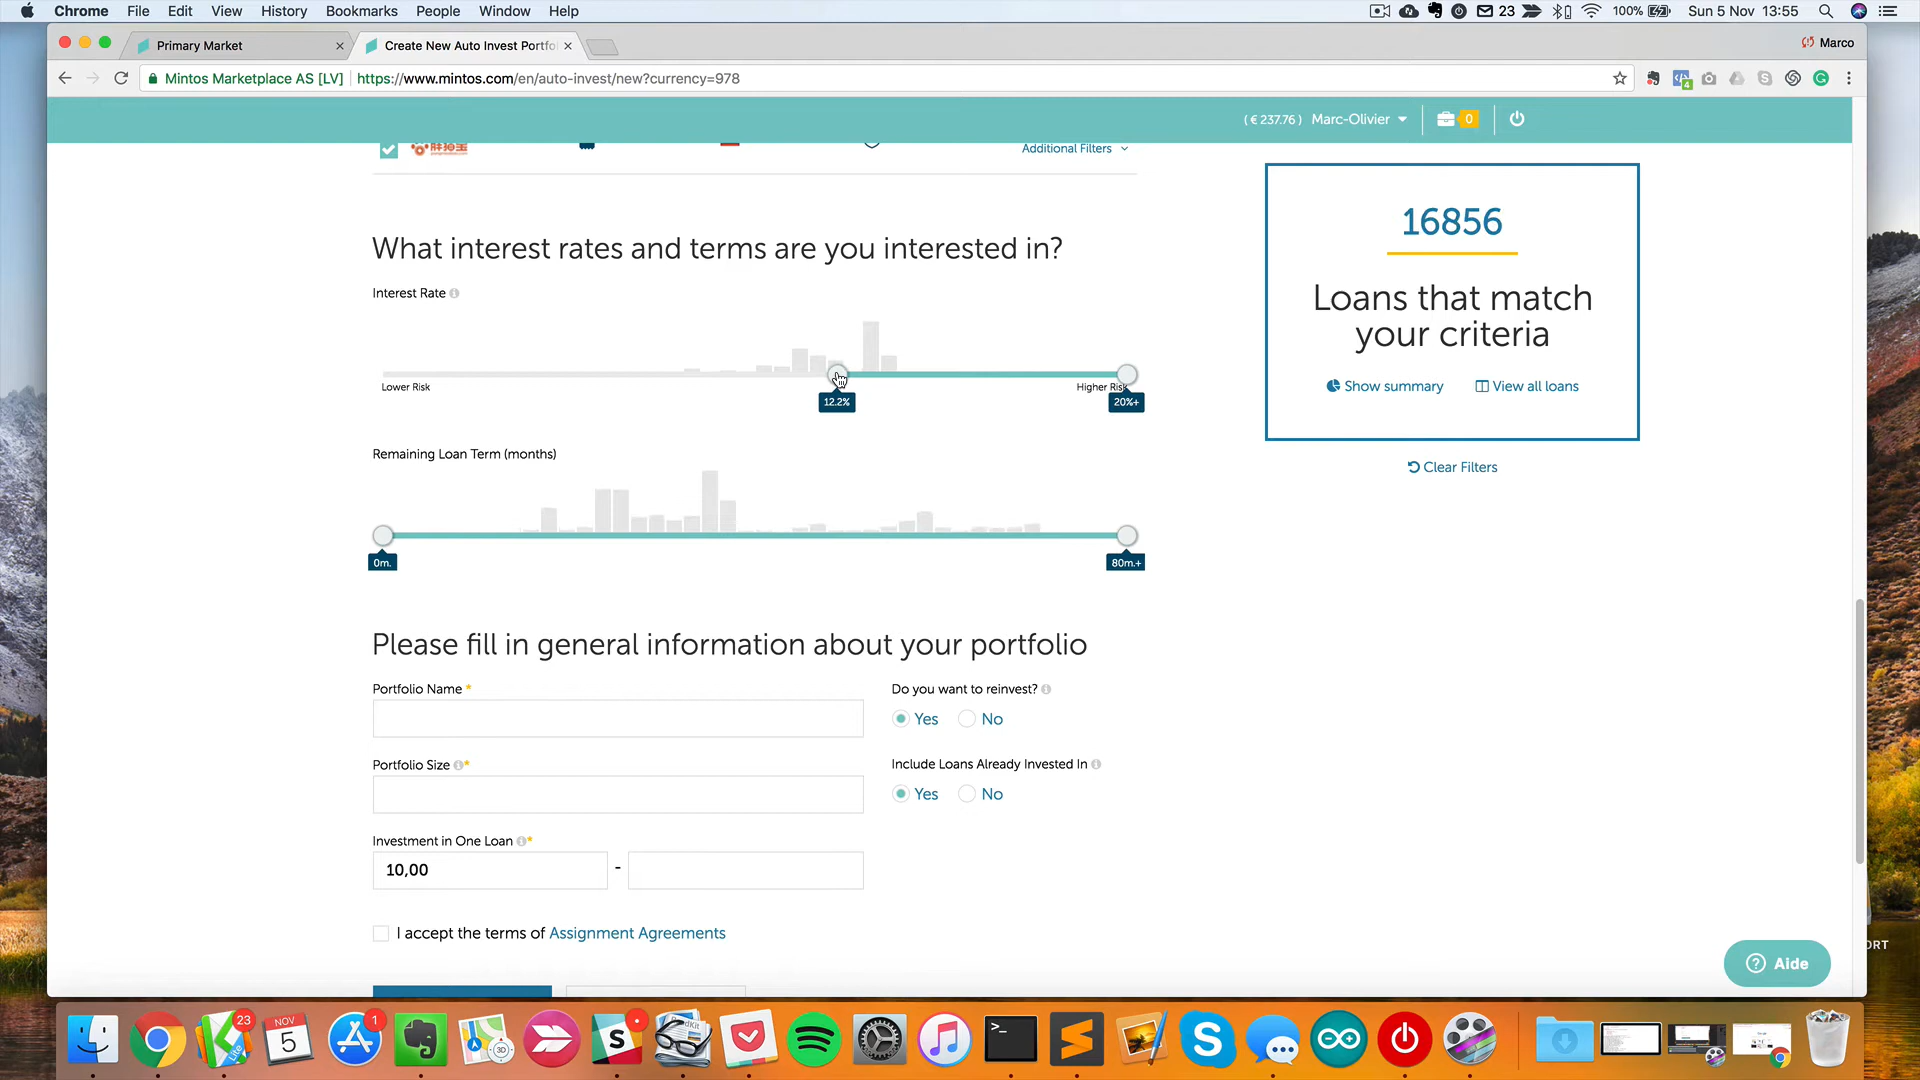 Chrome File Edit View History Bookmarks People Window Help
23 100% Sun 5 Nov 13:55
Primary Market
Create New Auto Invest Portfo
Marco
Mintos Marketplace AS [LV] https://www.mintos.com/en/auto-invest/new?currency=978
4
( € 237.76 ) Marc-Olivier 0
Additional Filters
16856
Loans that match
your criteria
Show summary View all loans
Clear Filters
What interest rates and terms are you interested in?
Interest Rate
Lower Risk
Higher Risk
12.2%
20%+
Remaining Loan Term (months)
0m.
80m.+
Please fill in general information about your portfolio
Portfolio Name *
Do you want to reinvest?
Yes No
Portfolio Size *
Include Loans Already Invested In
Yes No
Investment in One Loan *
10,00 -
I accept the terms of Assignment Agreements
Aide
ORT
23
Lite
NOV
5
1
3D